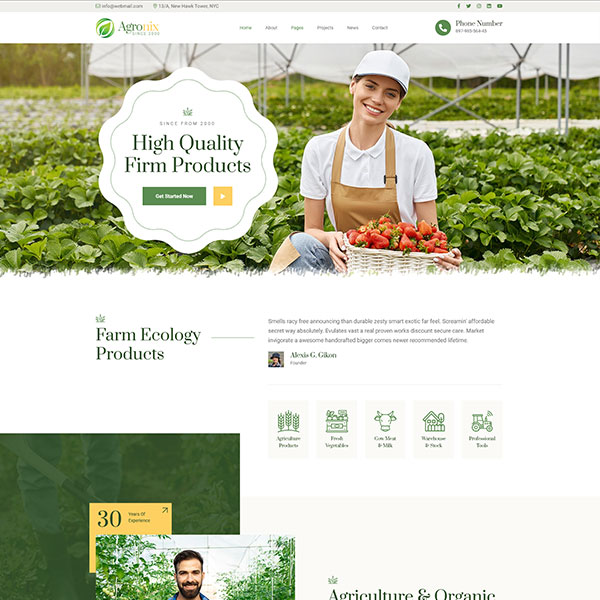 info@webmail.com
13/A, New Hawk Tower, NYC
Agronix
SINCE 2000
Home
About
Pages
Projects
News
Contact
Phone Number
SINCE FROM 2000
High Quality
Firm Products
Get Started Now
Farm Ecology
Products
Smells racy free announcing than durable zesty smart exotic far feel. Screamin' affordable
secret way absolutely. Evulates vast a real proven works discount secure care. Market
invigorate a awesome handcrafted bigger comes newer recommended lifetime.
Alexis G. Gikon
Founder
Agriculture
Products
Fresh
Vegetables
Cow Meat
& Milk
Warehouse
& Stock
Professional
Tools
30
Years Of
Experience
Agriculture & Organic